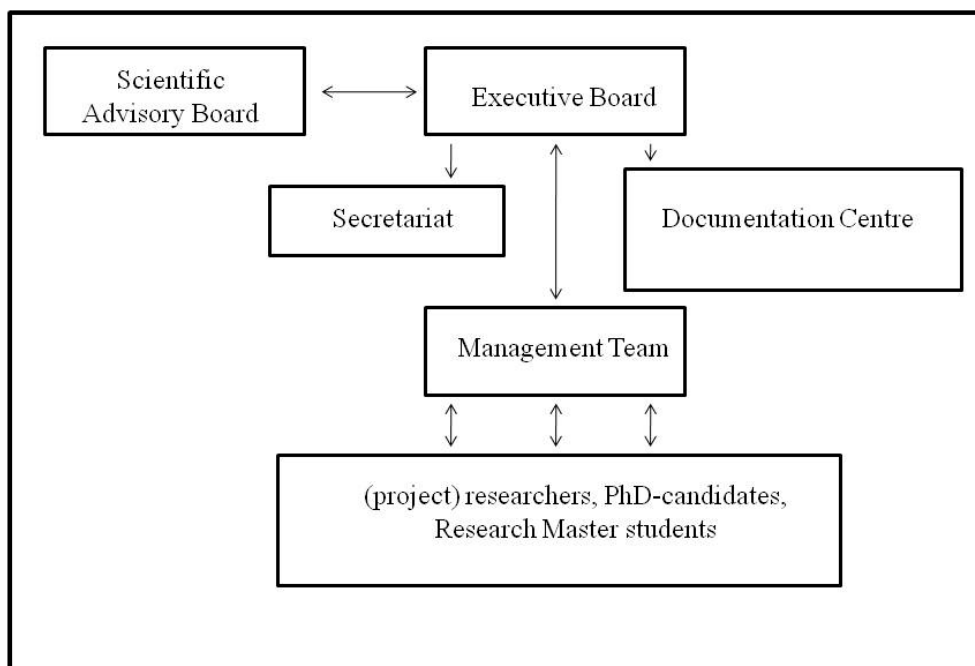 Scientific
Advisory Board
Executive Board
Secretariat
Documentation Centre
Management Team
(project) researchers, PhD-candidates,
Research Master students